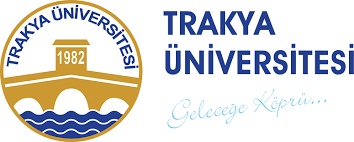 TRAKYA ÜNİVERSİTESİ
1982
TRAKYA
ÜNİVERSİTESİ
Geleceğe Köprü...